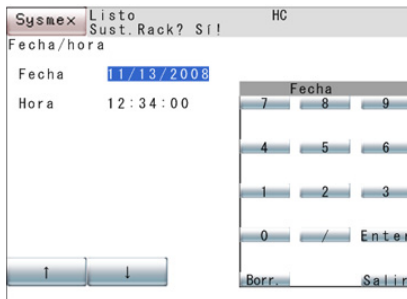 Sysmex Listo HC
Sust.Rack? Sí!
Fecha/hora
Fecha 11/13/2008
Hora 12:34:00
Fecha
7 8 9
4 5 6
1 2 3
0 / Enter
Borr. Salir
↑ ↓